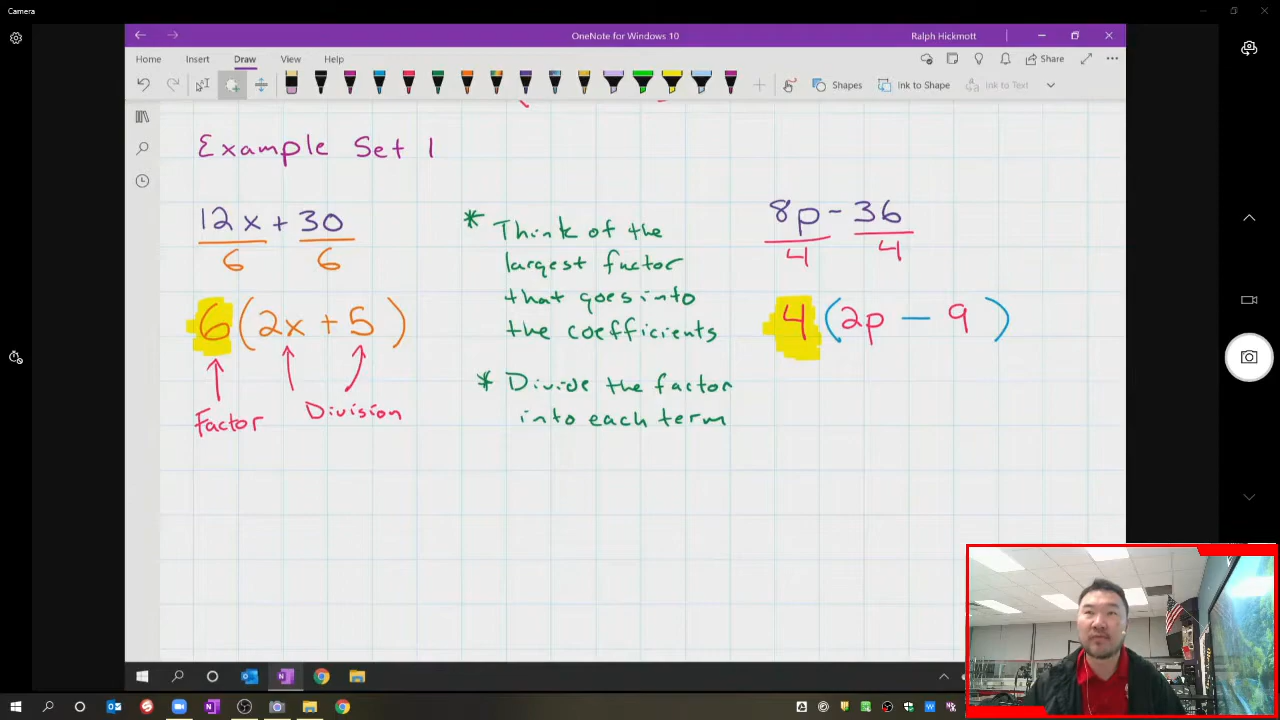 Camera
OneNote for Windows 10
Ralph Hickmott
Home Insert Draw View Help
Share
Shapes
Ink to Shape
Ink to Text
Example Set 1
12x + 30
6 6
6(2x + 5)
Factor
Division
* Think of the
largest factor
that goes into
the coefficients
* Divide the factor
into each term
8p - 36
4 4
4(2p - 9)